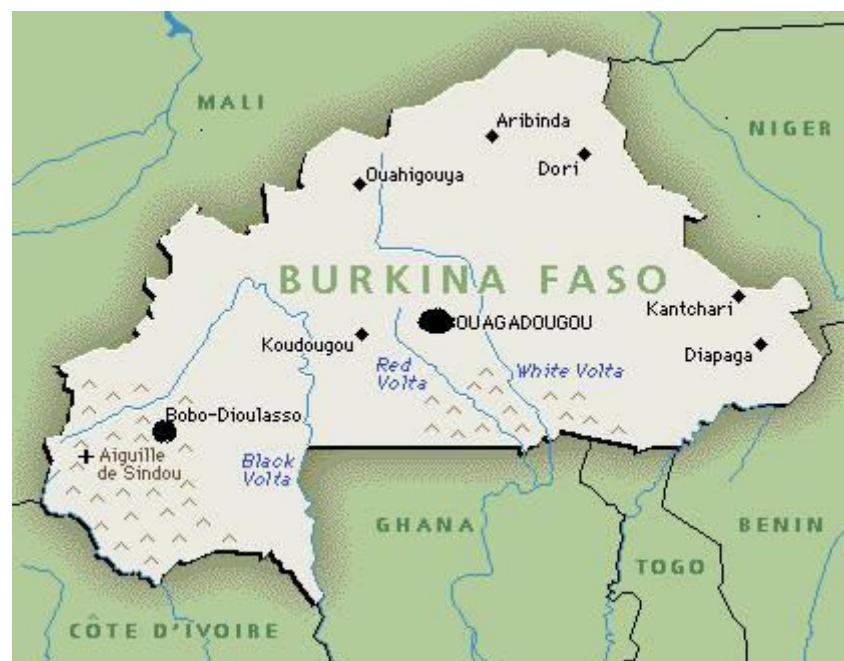 MALI
Aribinda
NIGER
Dori
Ouahigouya
BURKINA FASO
Kantchari
OUAGADOUGOU
Koudougou
Diapaga
Red
Volta
White Volta
Bobo-Dioulasso
Aiguille
de Sindou
Black
Volta
GHANA
BENIN
TOGO
CÔTE D'IVOIRE